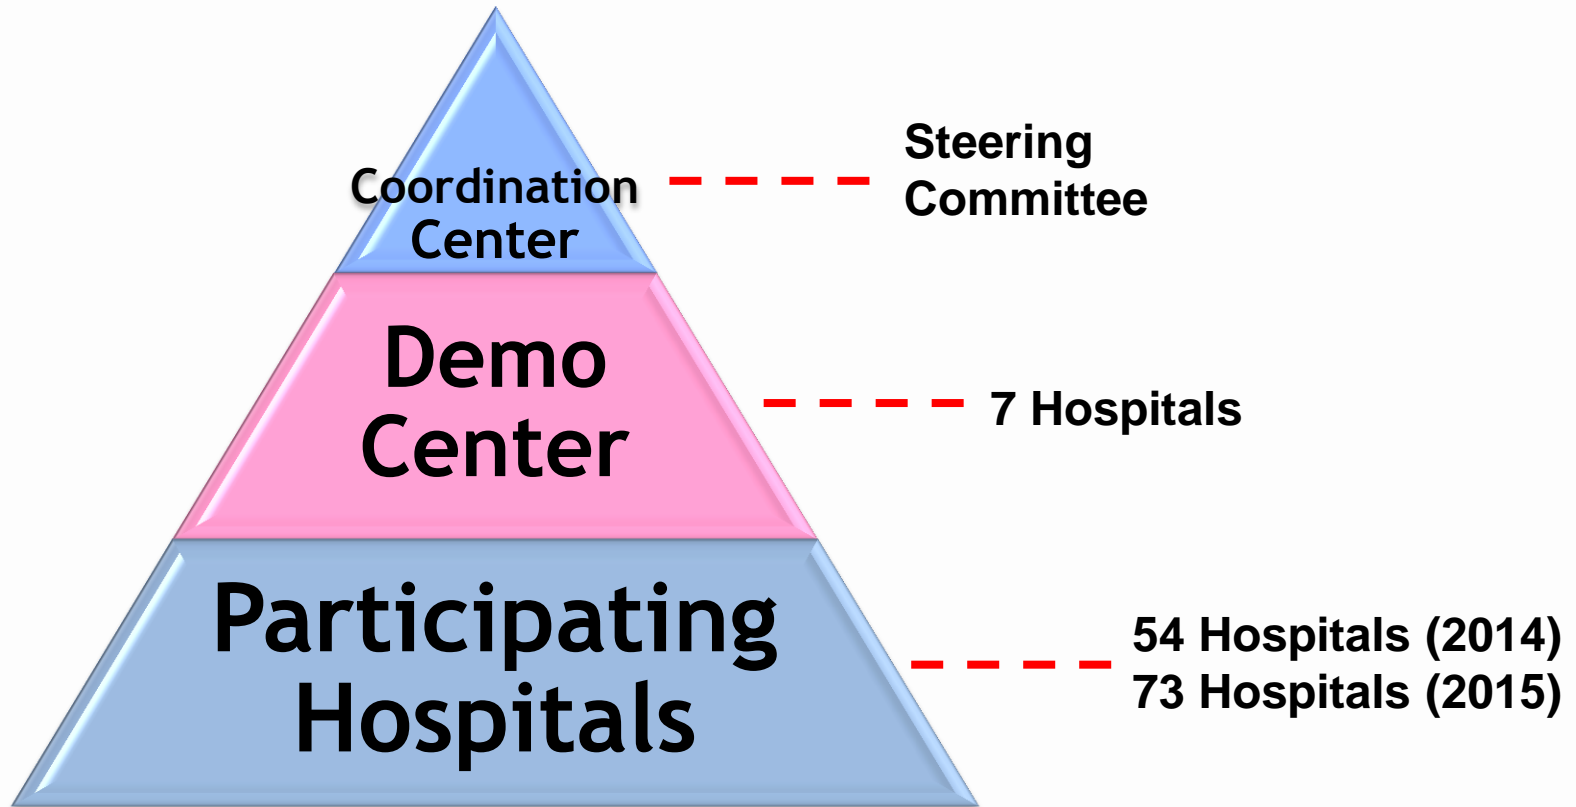 Coordination
Center
Steering
Committee
Demo
Center
7 Hospitals
Participating
Hospitals
54 Hospitals (2014)
73 Hospitals (2015)